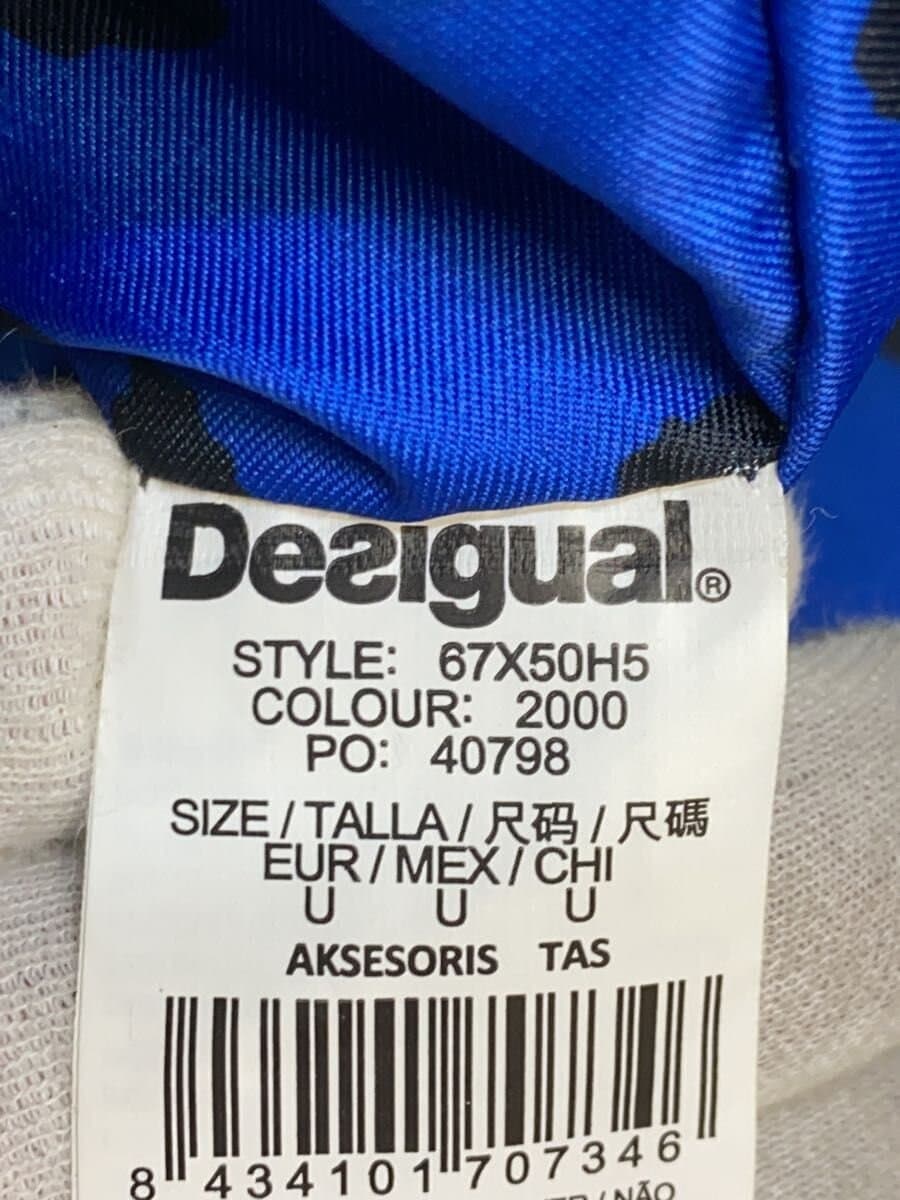 Desigual®
STYLE: 67X50H5
COLOUR: 2000
PO: 40798
SIZE / TALLA / 尺码 / 尺碼
EUR / MEX / CHI
U U U
AKSESORIS TAS
8 434101 707346
/ NÃO